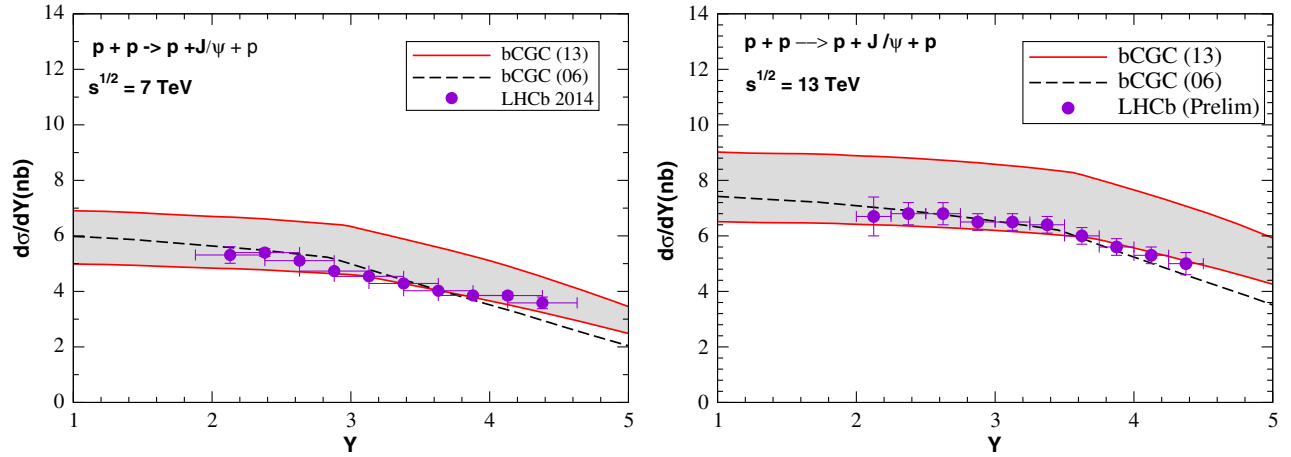 14
12
10
8
6
4
2
0
dσ/dY(nb)
p + p -> p +J/ψ + p
s^1/2 = 7 TeV
bCGC (13)
bCGC (06)
LHCb 2014
1 2 3 4 5
Y
14
12
10
8
6
4
2
0
dσ/dY(nb)
p + p —> p + J /ψ + p
s^1/2 = 13 TeV
bCGC (13)
bCGC (06)
LHCb (Prelim)
1 2 3 4 5
Y